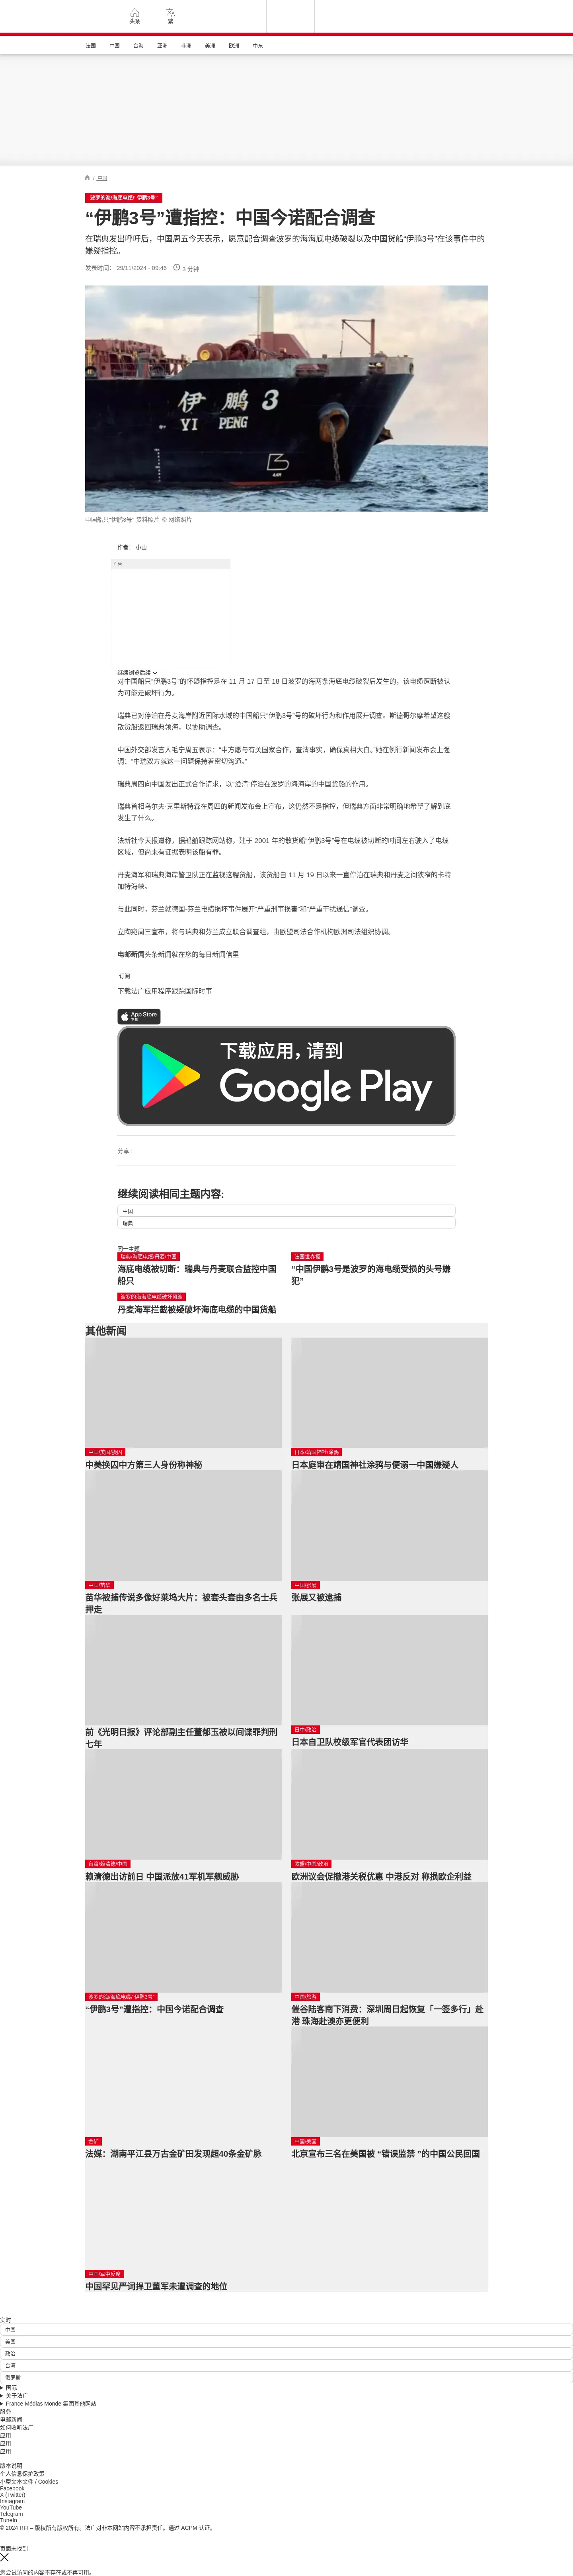 头条
繁
法国
中国
台海
亚洲
非洲
美洲
欧洲
中东
/ 中国
波罗的海/海底电缆/“伊鹏3号”
“伊鹏3号”遭指控：中国今诺配合调查
在瑞典发出呼吁后，中国周五今天表示，愿意配合调查波罗的海海底电缆破裂以及中国货船“伊鹏3号”在该事件中的
嫌疑指控。
发表时间： 29/11/2024 - 09:46
3 分钟
伊 鹏 3
YI PENG
中国船只“伊鹏3号” 资料照片 © 网络图片
作者： 小山
广告
继续浏览后续
对中国船只“伊鹏3号”的怀疑指控是在 11 月 17 日至 18 日波罗的海两条海底电缆破裂后发生的，该电缆遭断被认
为可能是破坏行为。
瑞典已对停泊在丹麦海岸附近国际水域的中国船只“伊鹏3号”号的破坏行为和作用展开调查。斯德哥尔摩希望这艘
散货船返回瑞典领海，以协助调查。
中国外交部发言人毛宁周五表示：“中方愿与有关国家合作，查清事实，确保真相大白。”她在例行新闻发布会上强
调：“中瑞双方就这一问题保持着密切沟通。”
瑞典周四向中国发出正式合作请求，以“澄清”停泊在波罗的海海岸的中国货船的作用。
瑞典首相乌尔夫·克里斯特森在周四的新闻发布会上宣布，这仍然不是指控，但瑞典方面非常明确地希望了解到底
发生了什么。
法新社今天报道称，据船舶跟踪网站称，建于 2001 年的散货船“伊鹏3号”号在电缆被切断的时间左右驶入了电缆
区域，但尚未有证据表明该船有罪。
丹麦海军和瑞典海岸警卫队正在监视这艘货船，该货船自 11 月 19 日以来一直停泊在瑞典和丹麦之间狭窄的卡特
加特海峡。
与此同时，芬兰就德国-芬兰电缆损坏事件展开“严重刑事损害”和“严重干扰通信”调查。
立陶宛周三宣布，将与瑞典和芬兰成立联合调查组，由欧盟司法合作机构欧洲司法组织协调。
电邮新闻头条新闻就在您的每日新闻信里
订阅
下载法广应用程序跟踪国际时事
App Store
下载
下载应用，请到
Google Play
分享 :
继续阅读相同主题内容:
中国
瑞典
同一主题
瑞典/海底电缆/丹麦/中国
海底电缆被切断：瑞典与丹麦联合监控中国
船只
法国世界报
“中国伊鹏3号是波罗的海电缆受损的头号嫌
犯”
波罗的海海底电缆破坏风波
丹麦海军拦截被疑破坏海底电缆的中国货船
其他新闻
中国/美国/换囚
中美换囚中方第三人身份称神秘
日本/靖国神社/涂鸦
日本庭审在靖国神社涂鸦与便溺一中国嫌疑人
中国/苗华
苗华被捕传说多像好莱坞大片：被套头套由多名士兵
押走
中国/张展
张展又被逮捕
前《光明日报》评论部副主任董郁玉被以间谍罪判刑
七年
日中/政治
日本自卫队校级军官代表团访华
台湾/赖清德/中国
赖清德出访前日 中国派放41军机军舰威胁
欧盟/中国/政治
欧洲议会促撤港关税优惠 中港反对 称损欧企利益
波罗的海/海底电缆/“伊鹏3号”
“伊鹏3号”遭指控：中国今诺配合调查
中国/旅游
催谷陆客南下消费：深圳周日起恢复「一签多行」赴
港 珠海赴澳亦更便利
金矿
法媒：湖南平江县万古金矿田发现超40条金矿脉
中国/美国
北京宣布三名在美国被 “错误监禁 ”的中国公民回国
中国/军中反腐
中国罕见严词捍卫董军未遭调查的地位
实时
中国
美国
政治
台湾
俄罗斯
国际
关于法广
France Médias Monde 集团其他网站
服务
电邮新闻
如何收听法广
应用
应用
应用
版本说明
个人信息保护政策
小型文本文件 / Cookies
Facebook
X (Twitter)
Instagram
YouTube
Telegram
TuneIn
© 2024 RFI – 版权所有版权所有。法广对非本网站内容不承担责任。通过 ACPM 认证。
页面未找到
您尝试访问的内容不存在或不再可用。